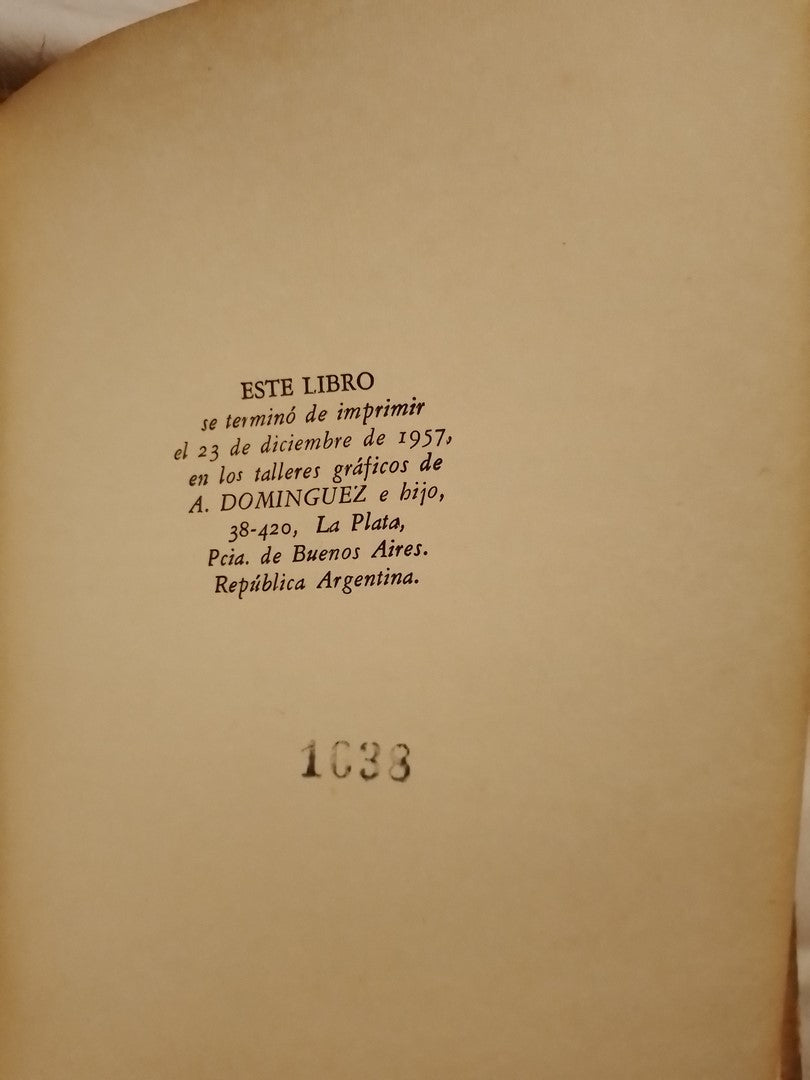 ESTE LIBRO
se terminó de imprimir
el 23 de diciembre de 1957,
en los talleres gráficos de
A. DOMINGUEZ e hijo,
38-420, La Plata,
Pcia. de Buenos Aires.
República Argentina.
1038